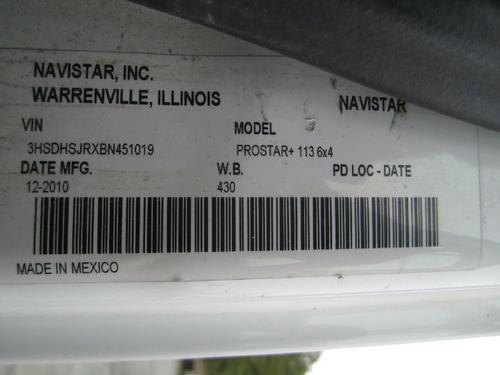 NAVISTAR, INC.
WARRENVILLE, ILLINOIS NAVISTAR
VIN MODEL
3HSDHSJRXBN451019 PROSTAR+ 113 6x4
DATE MFG. W.B. PD LOC - DATE
12-2010 430
MADE IN MEXICO